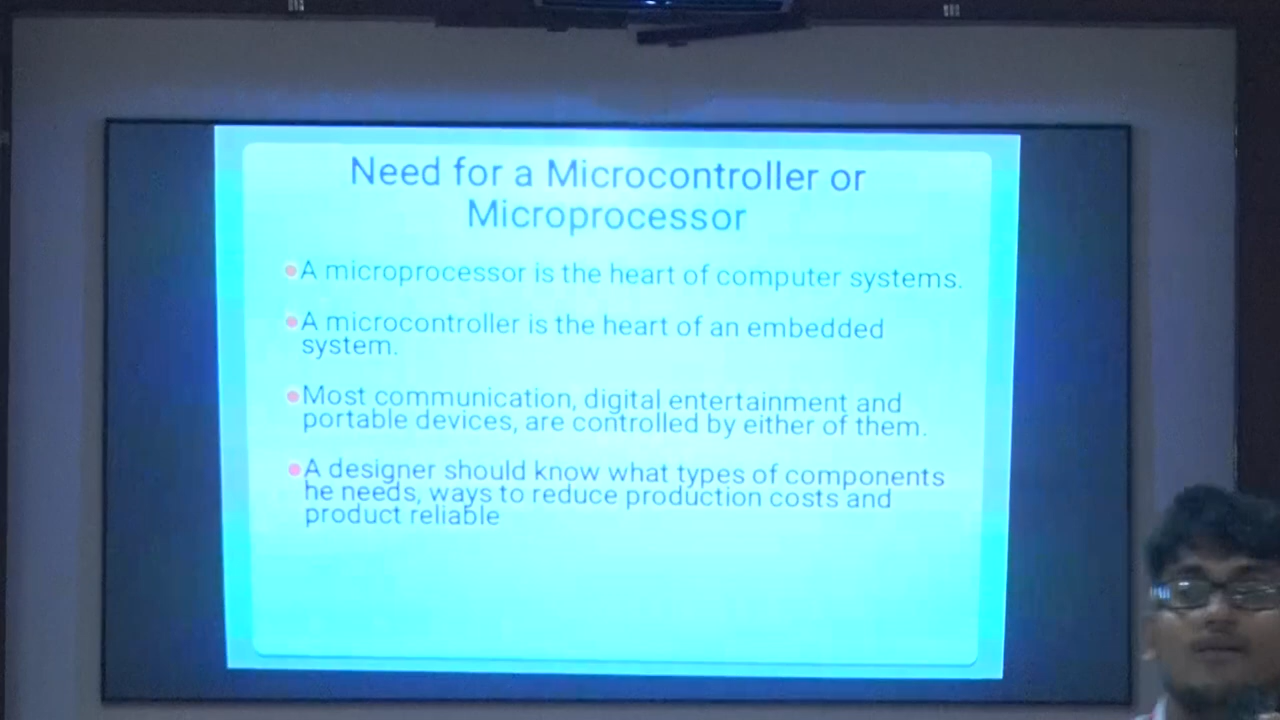 Need for a Microcontroller or
Microprocessor
•A microprocessor is the heart of computer systems.
•A microcontroller is the heart of an embedded
system.
•Most communication, digital entertainment and
portable devices, are controlled by either of them.
•A designer should know what types of components
he needs, ways to reduce production costs and
product reliable